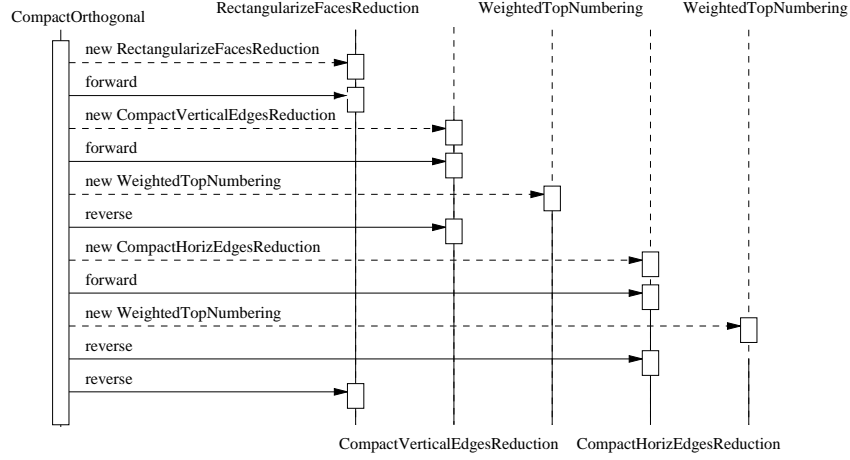 RectangularizeFacesReduction
WeightedTopNumbering
WeightedTopNumbering
CompactOrthogonal
new RectangularizeFacesReduction
forward
new CompactVerticalEdgesReduction
forward
new WeightedTopNumbering
reverse
new CompactHorizEdgesReduction
forward
new WeightedTopNumbering
reverse
reverse
CompactVerticalEdgesReduction
CompactHorizEdgesReduction